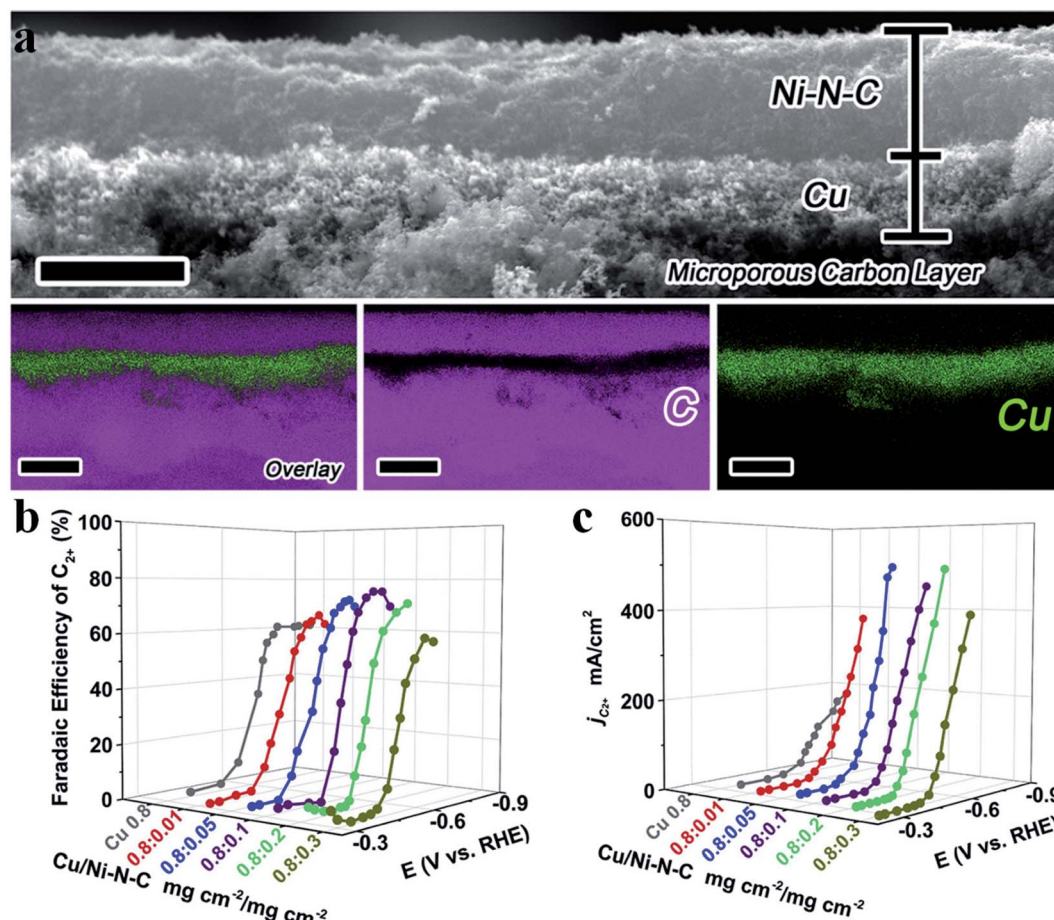 a
Ni-N-C
Cu
Microporous Carbon Layer
Overlay
C
Cu
b
Faradaic Efficiency of C₂₊ (%)
100
80
60
40
20
0
Cu 0.8
0.8:0.01
0.8:0.05
0.8:0.1
0.8:0.2
0.8:0.3
Cu/Ni-N-C mg cm⁻²/mg cm⁻²
-0.3
-0.6
-0.9
E (V vs. RHE)
c
j C₂₊ mA/cm²
600
400
200
0
Cu 0.8
0.8:0.01
0.8:0.05
0.8:0.1
0.8:0.2
0.8:0.3
Cu/Ni-N-C mg cm⁻²/mg cm⁻²
-0.3
-0.6
-0.9
E (V vs. RHE)